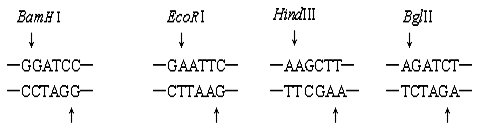 BamH I EcoR I Hind III Bgl II
—GGATCC— —GAATTC— —AAGCTT— —AGATCT—
—CCTAGG— —CTTAAG— —TTCGAA— —TCTAGA—